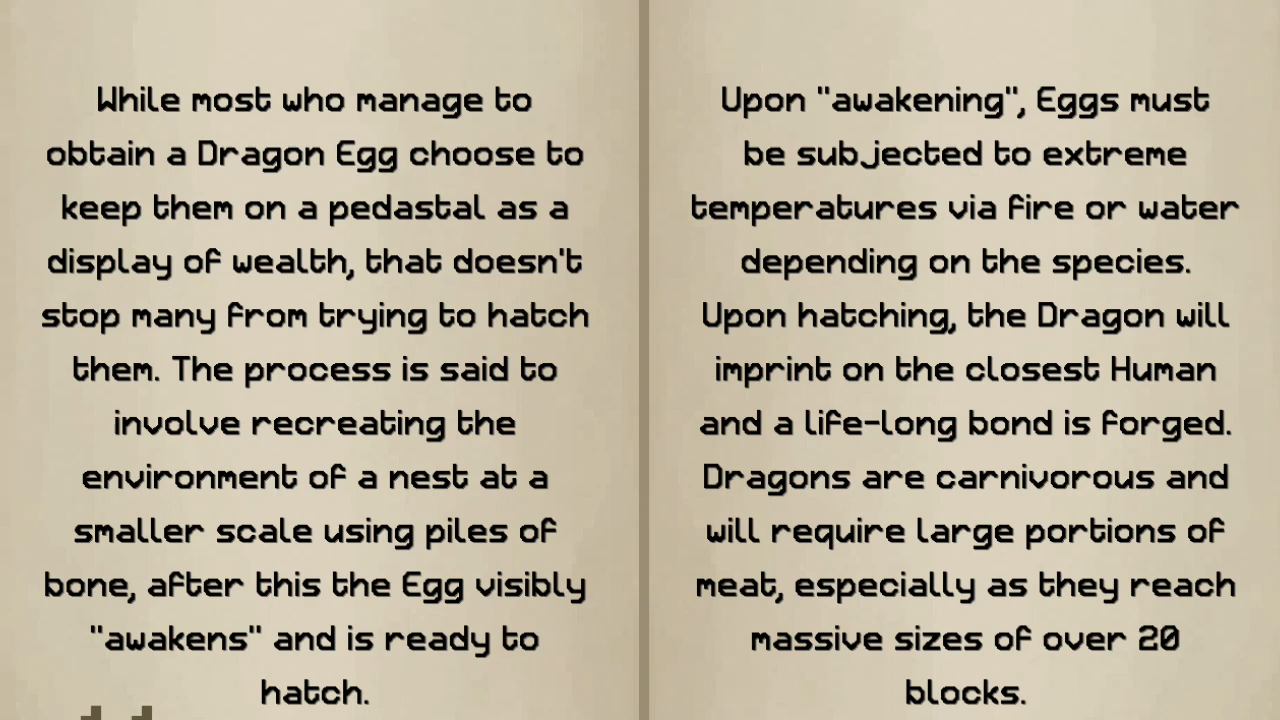 While most who manage to
obtain a Dragon Egg choose to
keep them on a pedastal as a
display of wealth, that doesn't
stop many from trying to hatch
them. The process is said to
involve recreating the
environment of a nest at a
smaller scale using piles of
bone, after this the Egg visibly
"awakens" and is ready to
hatch.
Upon "awakening", Eggs must
be subjected to extreme
temperatures via fire or water
depending on the species.
Upon hatching, the Dragon will
imprint on the closest Human
and a life-long bond is forged.
Dragons are carnivorous and
will require large portions of
meat, especially as they reach
massive sizes of over 20
blocks.